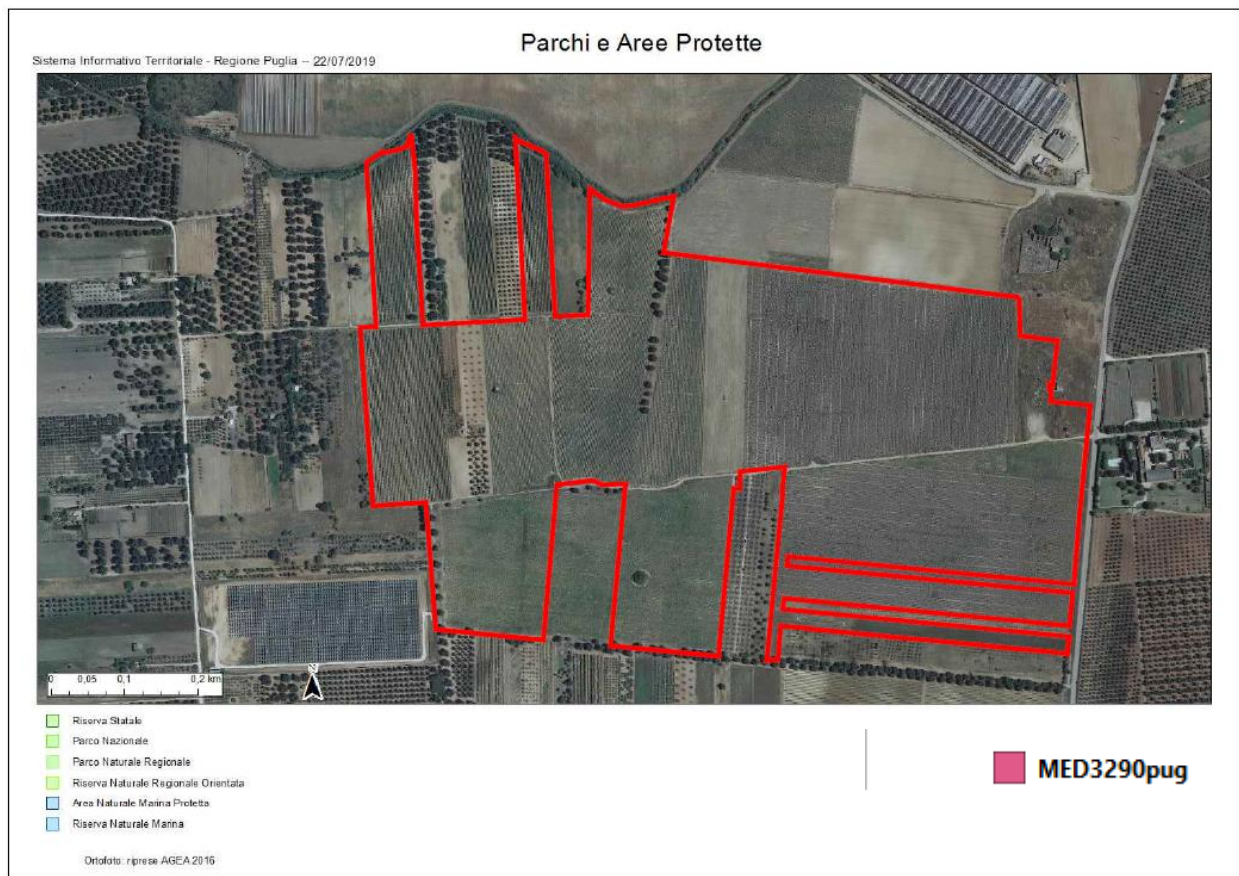 Parchi e Aree Protette
Sistema Informativo Territoriale - Regione Puglia -- 22/07/2019
0 0,05 0,1 0,2 km
N
Riserva Statale
Parco Nazionale
Parco Naturale Regionale
Riserva Naturale Regionale Orientata
Area Naturale Marina Protetta
Riserva Naturale Marina
MED3290pug
Ortofoto: riprese AGEA 2016